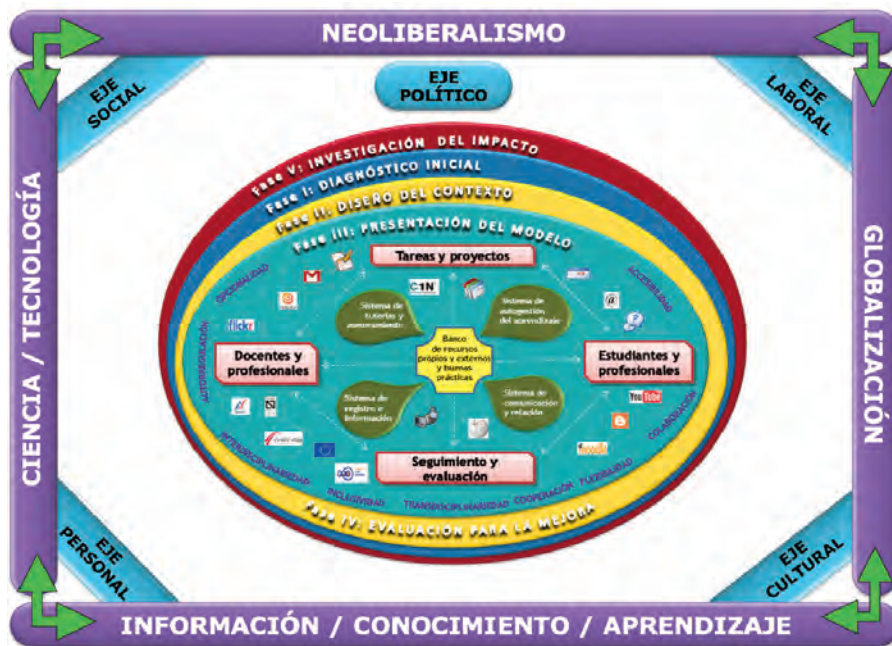 NEOLIBERALISMO
EJE
SOCIAL
EJE
POLÍTICO
EJE
LABORAL
CIENCIA / TECNOLOGÍA
GLOBALIZACIÓN
Fase V: INVESTIGACIÓN DEL IMPACTO
Fase I: DIAGNÓSTICO INICIAL
Fase II: DISEÑO DEL CONTEXTO
Fase III: PRESENTACIÓN DEL MODELO
Tareas y proyectos
OPCIONALIDAD
ACCESIBILIDAD
Sistema de
tutorías y
asesoramiento
Sistema de
autogestión
del aprendizaje
flickr
AUTORREGULACIÓN
Docentes y
profesionales
Banco
de recursos
propios y externos
y buenas
prácticas
Estudiantes y
profesionales
Sistema de
registro e
información
Sistema de
comunicación
y relación
You Tube
moodle
COLABORACIÓN
INTERDISCIPLINARIEDAD
Seguimiento y
evaluación
INCLUSIVIDAD
TRANSDISCIPLINARIEDAD
COOPERACIÓN
FLEXIBILIDAD
Fase IV: EVALUACIÓN PARA LA MEJORA
EJE
PERSONAL
EJE
CULTURAL
INFORMACIÓN / CONOCIMIENTO / APRENDIZAJE